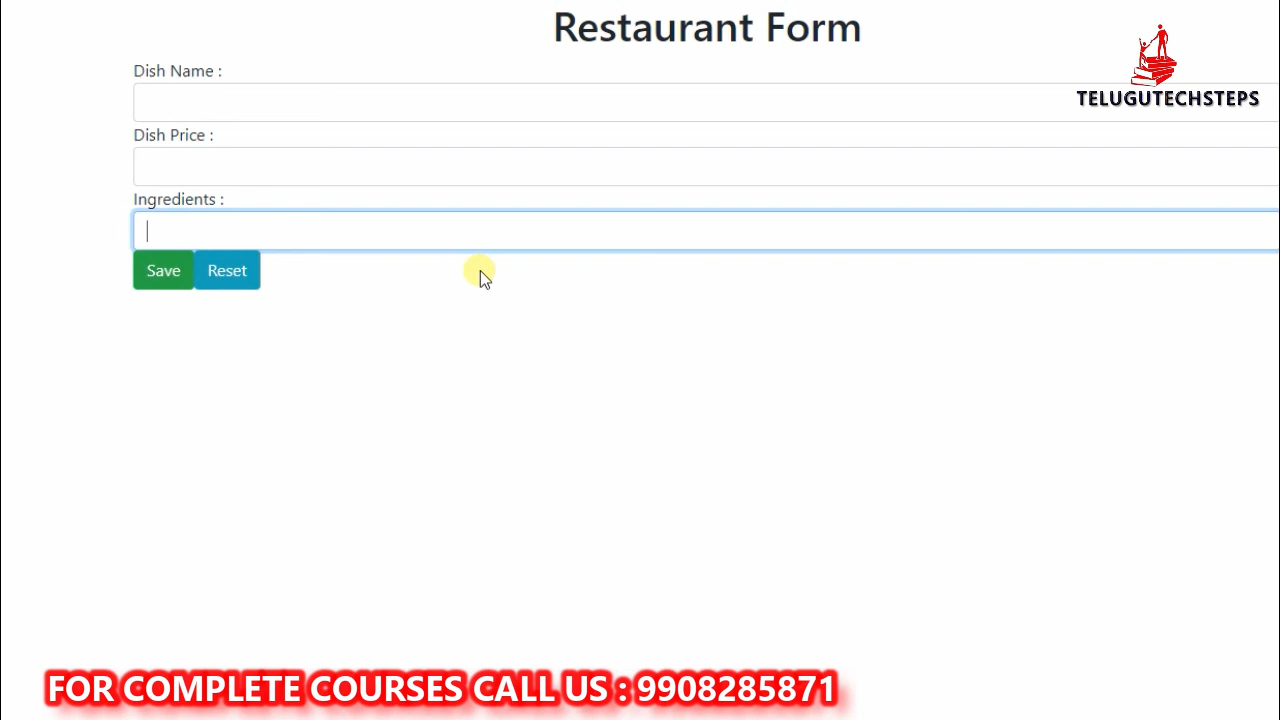 Restaurant Form
TELUGUTECHSTEPS
Dish Name :
Dish Price :
Ingredients :
Save Reset
FOR COMPLETE COURSES CALL US : 9908285871